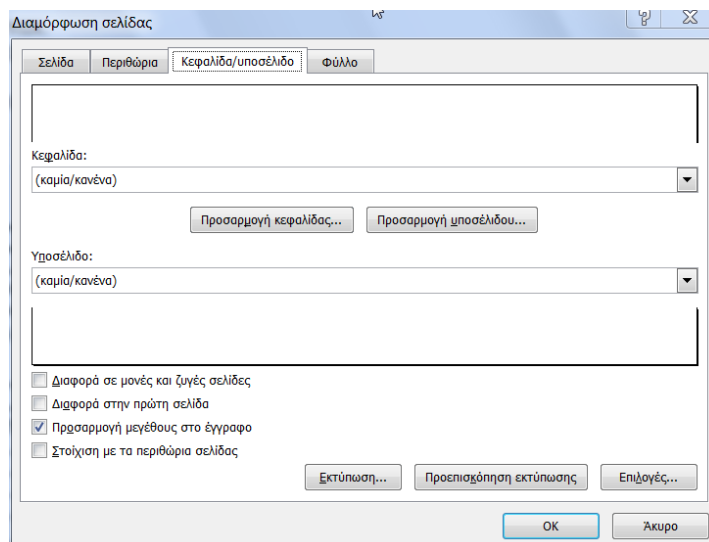 Διαμόρφωση σελίδας
Σελίδα Περιθώρια Κεφαλίδα/υποσέλιδο Φύλλο
Κεφαλίδα:
(καμία/κανένα)
Προσαρμογή κεφαλίδας... Προσαρμογή υποσέλιδου...
Υποσέλιδο:
(καμία/κανένα)
Διαφορά σε μονές και ζυγές σελίδες
Διαφορά στην πρώτη σελίδα
Προσαρμογή μεγέθους στο έγγραφο
Στοίχιση με τα περιθώρια σελίδας
Εκτύπωση... Προεπισκόπηση εκτύπωσης Επιλογές...
OK Άκυρο